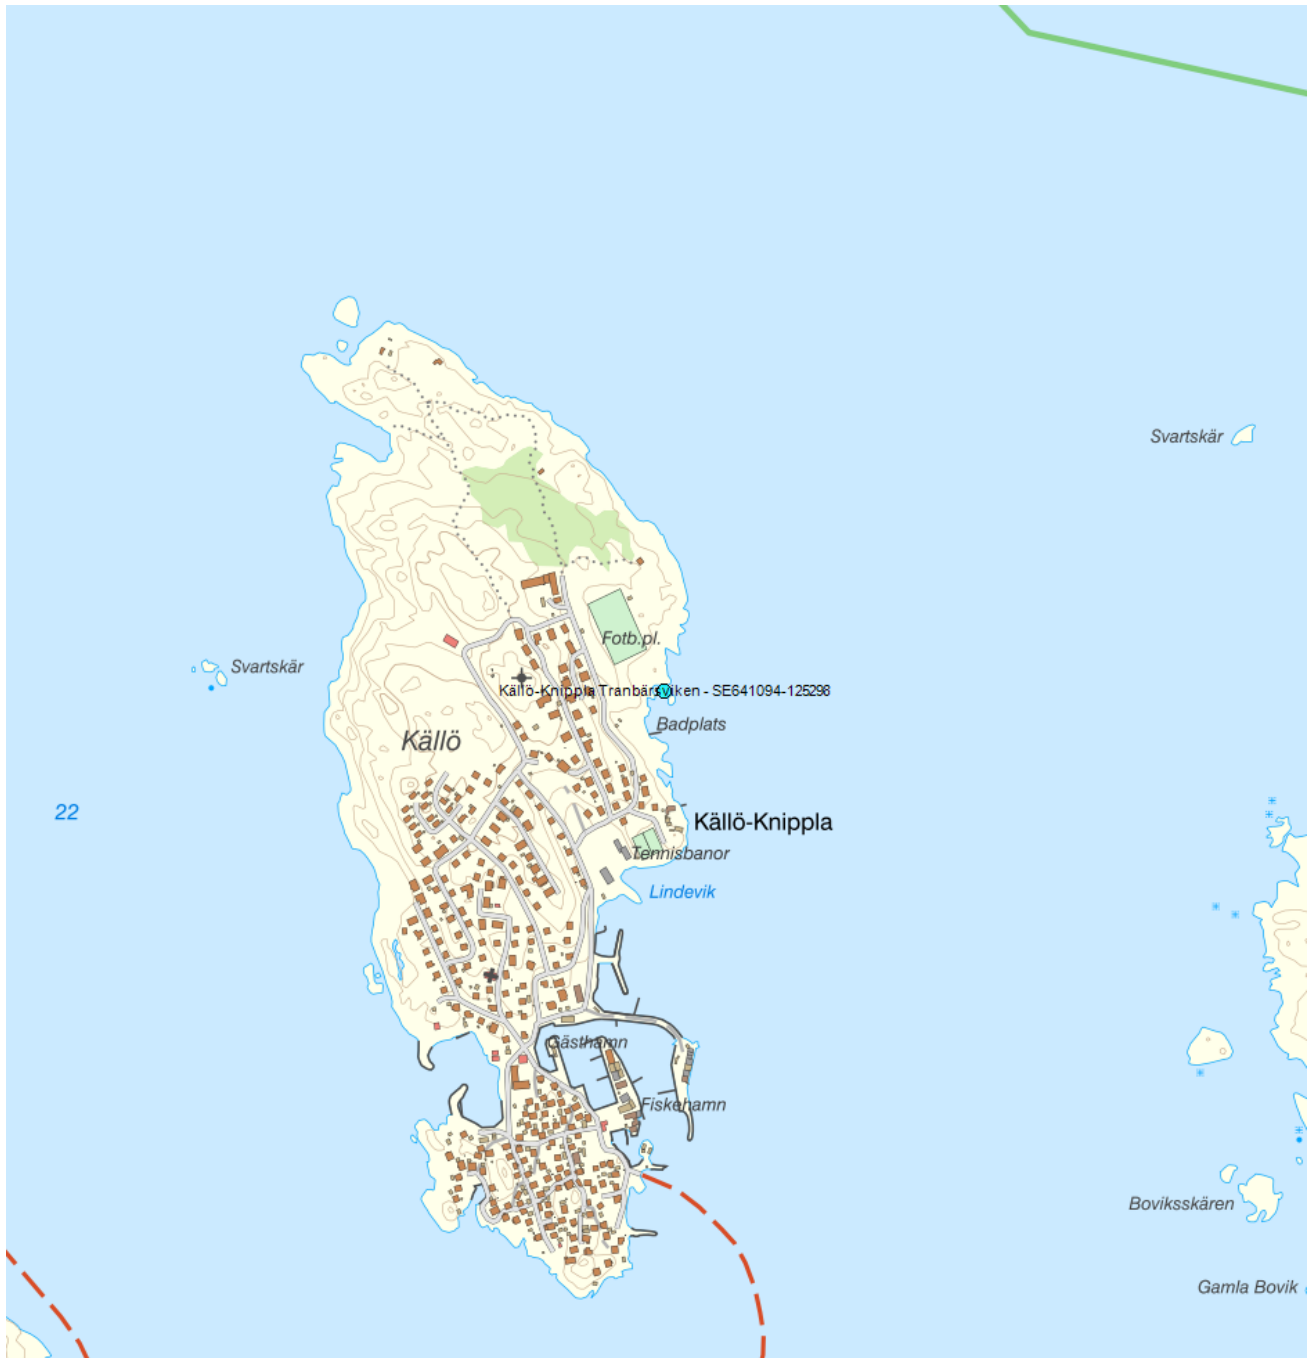 Svartskär
Fotb.pl.
Svartskär
Källö-Knippla Tranbärsviken - SE641094-125298
Badplats
Källö
22
Källö-Knippla
Tennisbanor
Lindevik
Gästhamn
Fiskehamn
Boviksskären
Gamla Bovik